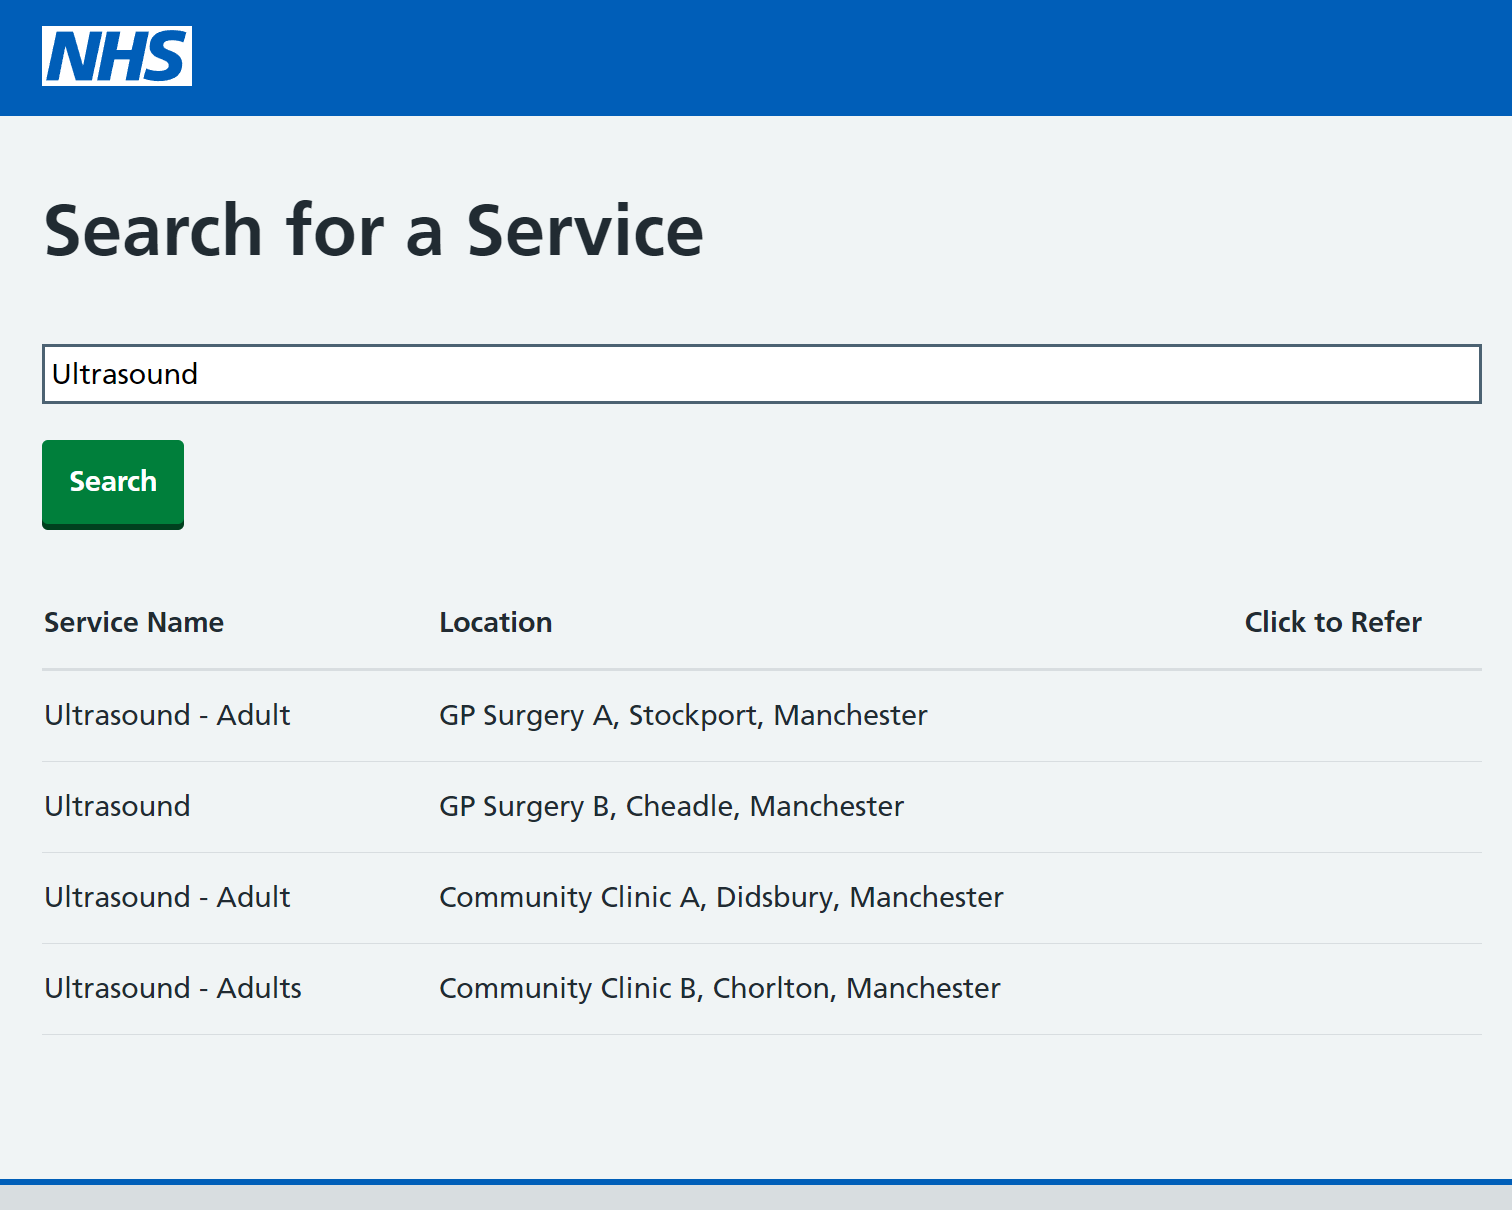 NHS
Search for a Service
Ultrasound
Search
Service Name Location Click to Refer
Ultrasound - Adult GP Surgery A, Stockport, Manchester
Ultrasound GP Surgery B, Cheadle, Manchester
Ultrasound - Adult Community Clinic A, Didsbury, Manchester
Ultrasound - Adults Community Clinic B, Chorlton, Manchester